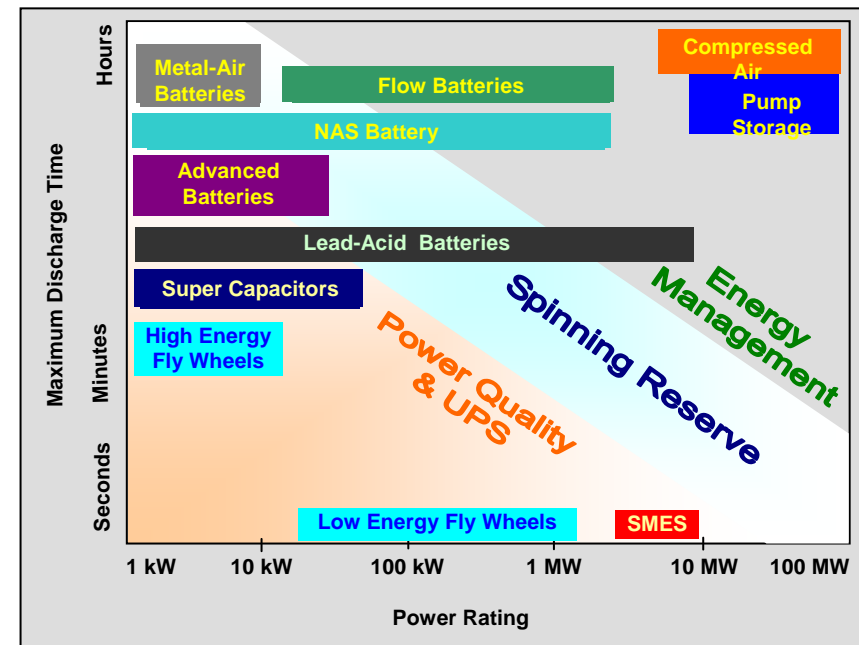 Hours
Minutes
Seconds
Maximum Discharge Time
Metal-Air
Batteries
Flow Batteries
Compressed
Air
Pump
Storage
NAS Battery
Advanced
Batteries
Lead-Acid Batteries
Super Capacitors
High Energy
Fly Wheels
Power Quality
& UPS
Spinning Reserve
Energy
Management
Low Energy Fly Wheels
SMES
1 kW
10 kW
100 kW
1 MW
10 MW
100 MW
Power Rating